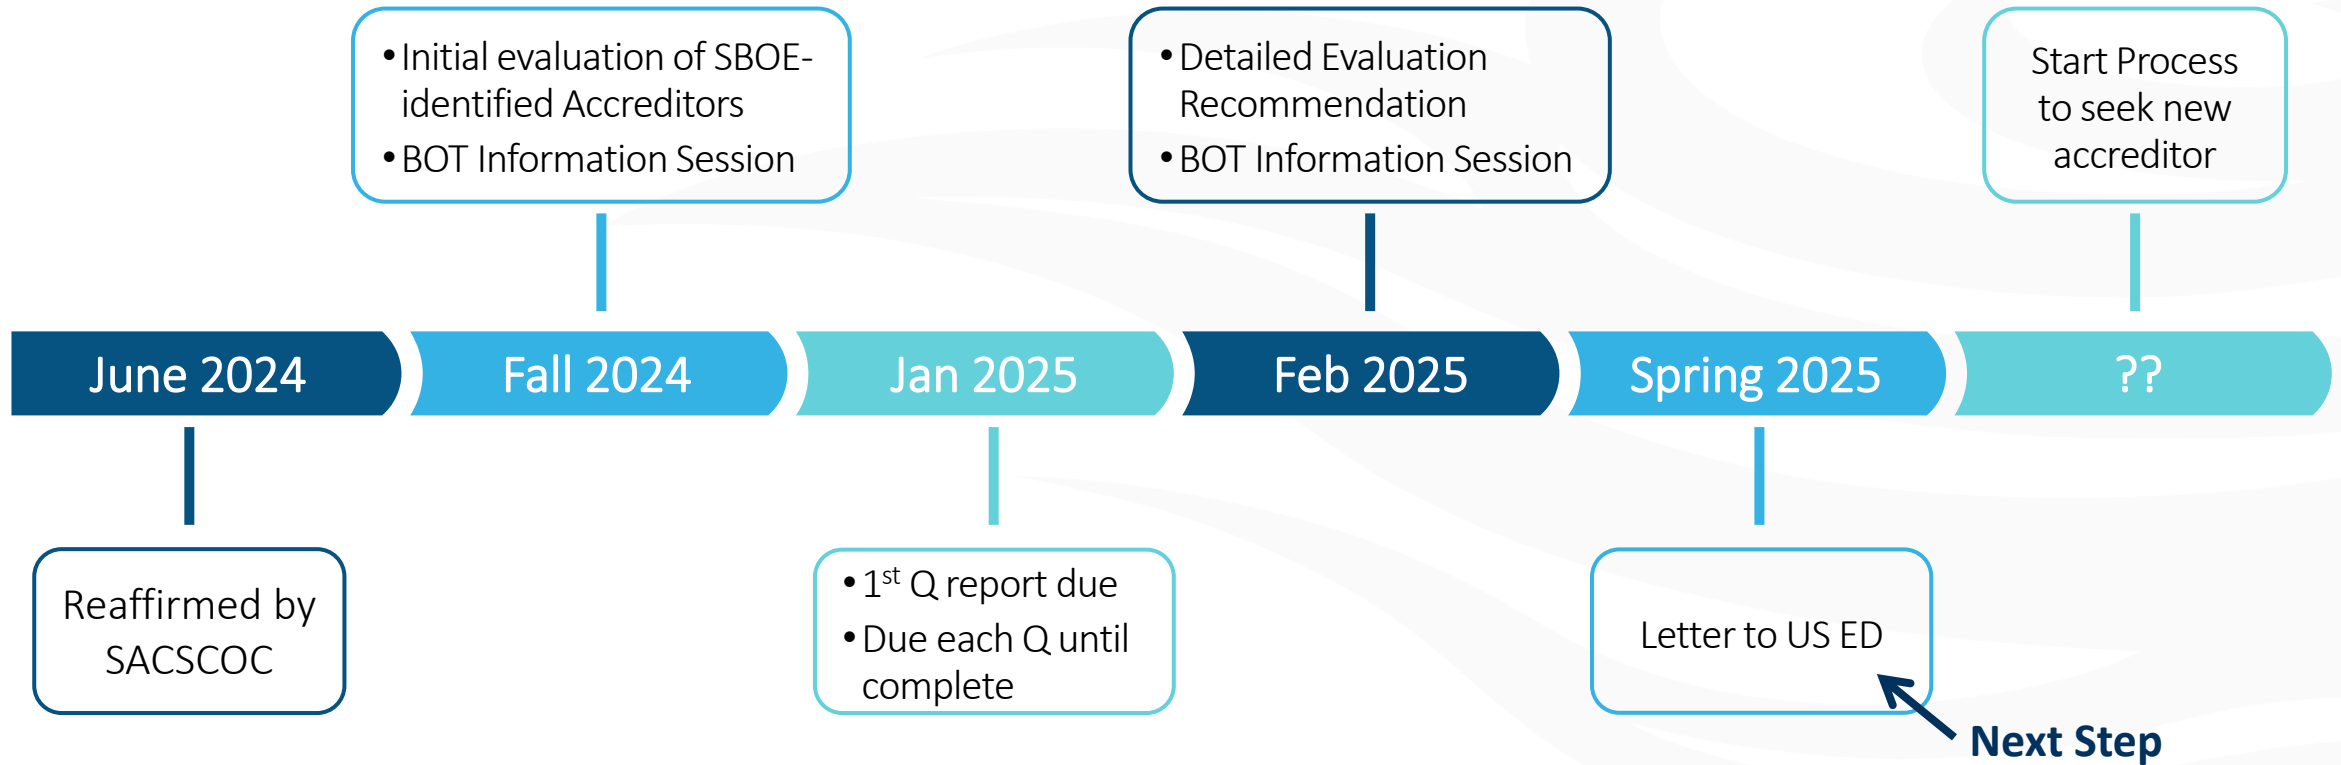 • Initial evaluation of SBOE-
identified Accreditors
• BOT Information Session
• Detailed Evaluation
Recommendation
• BOT Information Session
Start Process
to seek new
accreditor
June 2024
Fall 2024
Jan 2025
Feb 2025
Spring 2025
??
Reaffirmed by
SACSCOC
• 1st Q report due
• Due each Q until
complete
Letter to US ED
Next Step